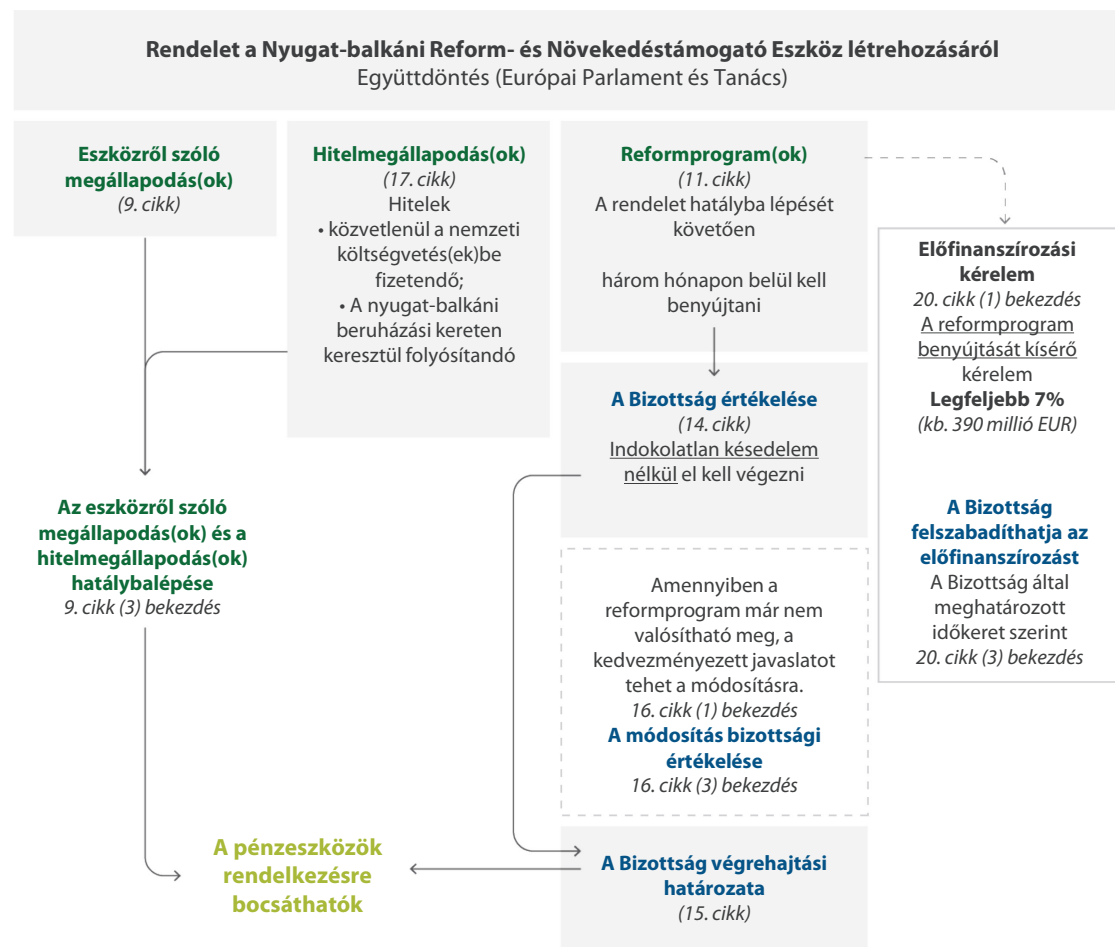 Rendelet a Nyugat-balkáni Reform- és Növekedéstámogató Eszköz létrehozásáról
Együttdöntés (Európai Parlament és Tanács)
Eszközről szóló
megállapodás(ok)
(9. cikk)
Hitelmegállapodás(ok)
(17. cikk)
Hitelek
• közvetlenül a nemzeti
költségvetés(ek)be
fizetendő;
• A nyugat-balkáni
beruházási kereten
keresztül folyósítandó
Reformprogram(ok)
(11. cikk)
A rendelet hatályba lépését
követően
három hónapon belül kell
benyújtani
Előfinanszírozási
kérelem
20. cikk (1) bekezdés
A reformprogram
benyújtását kísérő
kérelem
Legfeljebb 7%
(kb. 390 millió EUR)
A Bizottság
felszabadíthatja az
előfinanszírozást
A Bizottság által
meghatározott
időkeret szerint
20. cikk (3) bekezdés
A Bizottság értékelése
(14. cikk)
Indokolatlan késedelem
nélkül el kell végezni
Az eszközről szóló
megállapodás(ok) és a
hitelmegállapodás(ok)
hatálybalépése
9. cikk (3) bekezdés
Amennyiben a
reformprogram már nem
valósítható meg, a
kedvezményezett javaslatot
tehet a módosításra.
16. cikk (1) bekezdés
A módosítás bizottsági
értékelése
16. cikk (3) bekezdés
A pénzeszközök
rendelkezésre
bocsáthatók
A Bizottság végrehajtási
határozata
(15. cikk)